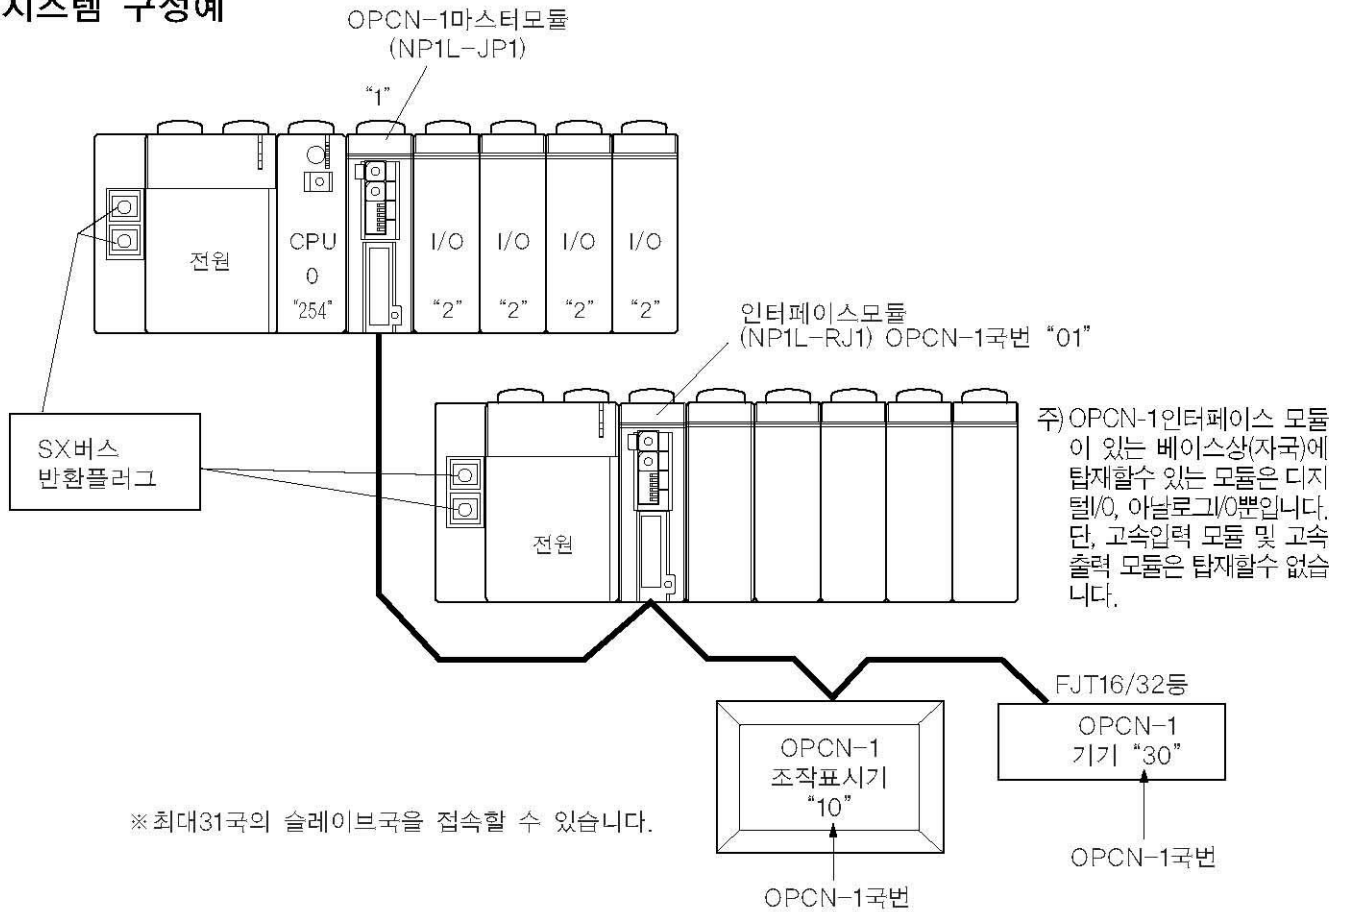 시스템 구성예
OPCN-1마스터모듈
(NP1L-JP1)
"1"
전원
CPU
0
"254"
I/O
"2"
I/O
"2"
I/O
"2"
I/O
"2"
인터페이스모듈
(NP1L-RJ1) OPCN-1국번 "01"
SX버스
반환플러그
전원
주) OPCN-1인터페이스 모듈
이 있는 베이스상(자국)에
탑재할수 있는 모듈은 디지
털I/0, 아날로그I/0뿐입니다.
단, 고속입력 모듈 및 고속
출력 모듈은 탑재할수 없습
니다.
FJT16/32등
OPCN-1
기기 "30"
OPCN-1
조작표시기
"10"
※최대31국의 슬레이브국을 접속할 수 있습니다.
OPCN-1국번
OPCN-1국번